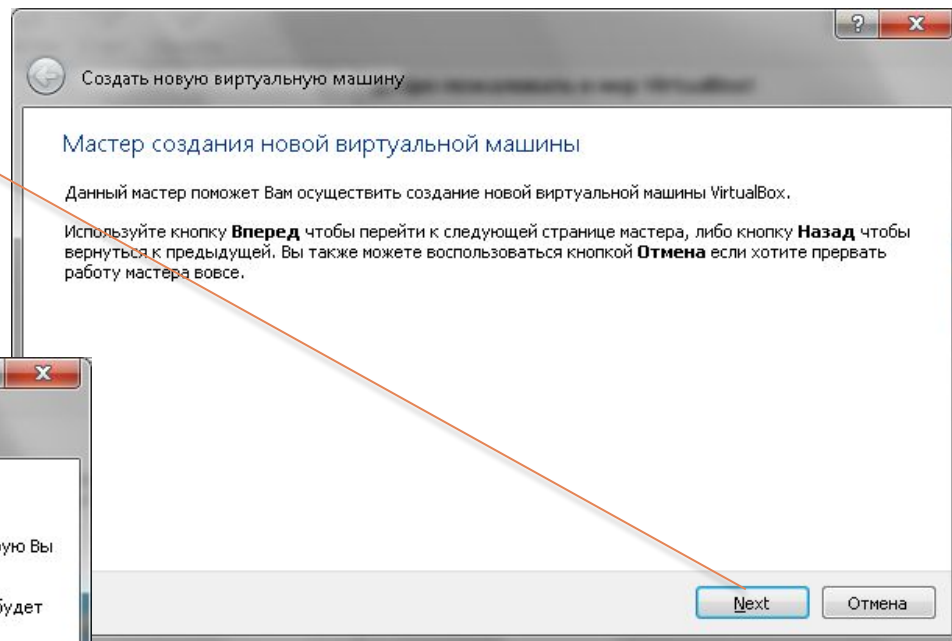 Создать новую виртуальную машину
Мастер создания новой виртуальной машины
Данный мастер поможет Вам осуществить создание новой виртуальной машины VirtualBox.
Используйте кнопку Вперед чтобы перейти к следующей странице мастера, либо кнопку Назад чтобы
вернуться к предыдущей. Вы также можете воспользоваться кнопкой Отмена если хотите прервать
работу мастера вовсе.
Вы
будет
Next
Отмена